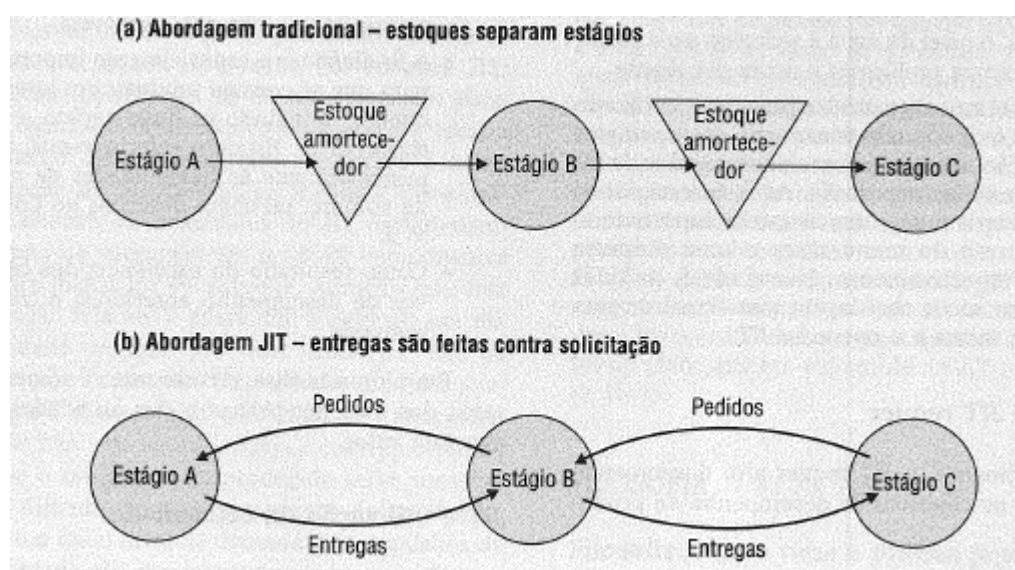 (a) Abordagem tradicional – estoques separam estágios
Estágio A
Estoque
amortece-
dor
Estágio B
Estoque
amortece-
dor
Estágio C
(b) Abordagem JIT – entregas são feitas contra solicitação
Pedidos
Pedidos
Estágio A
Estágio B
Estágio C
Entregas
Entregas